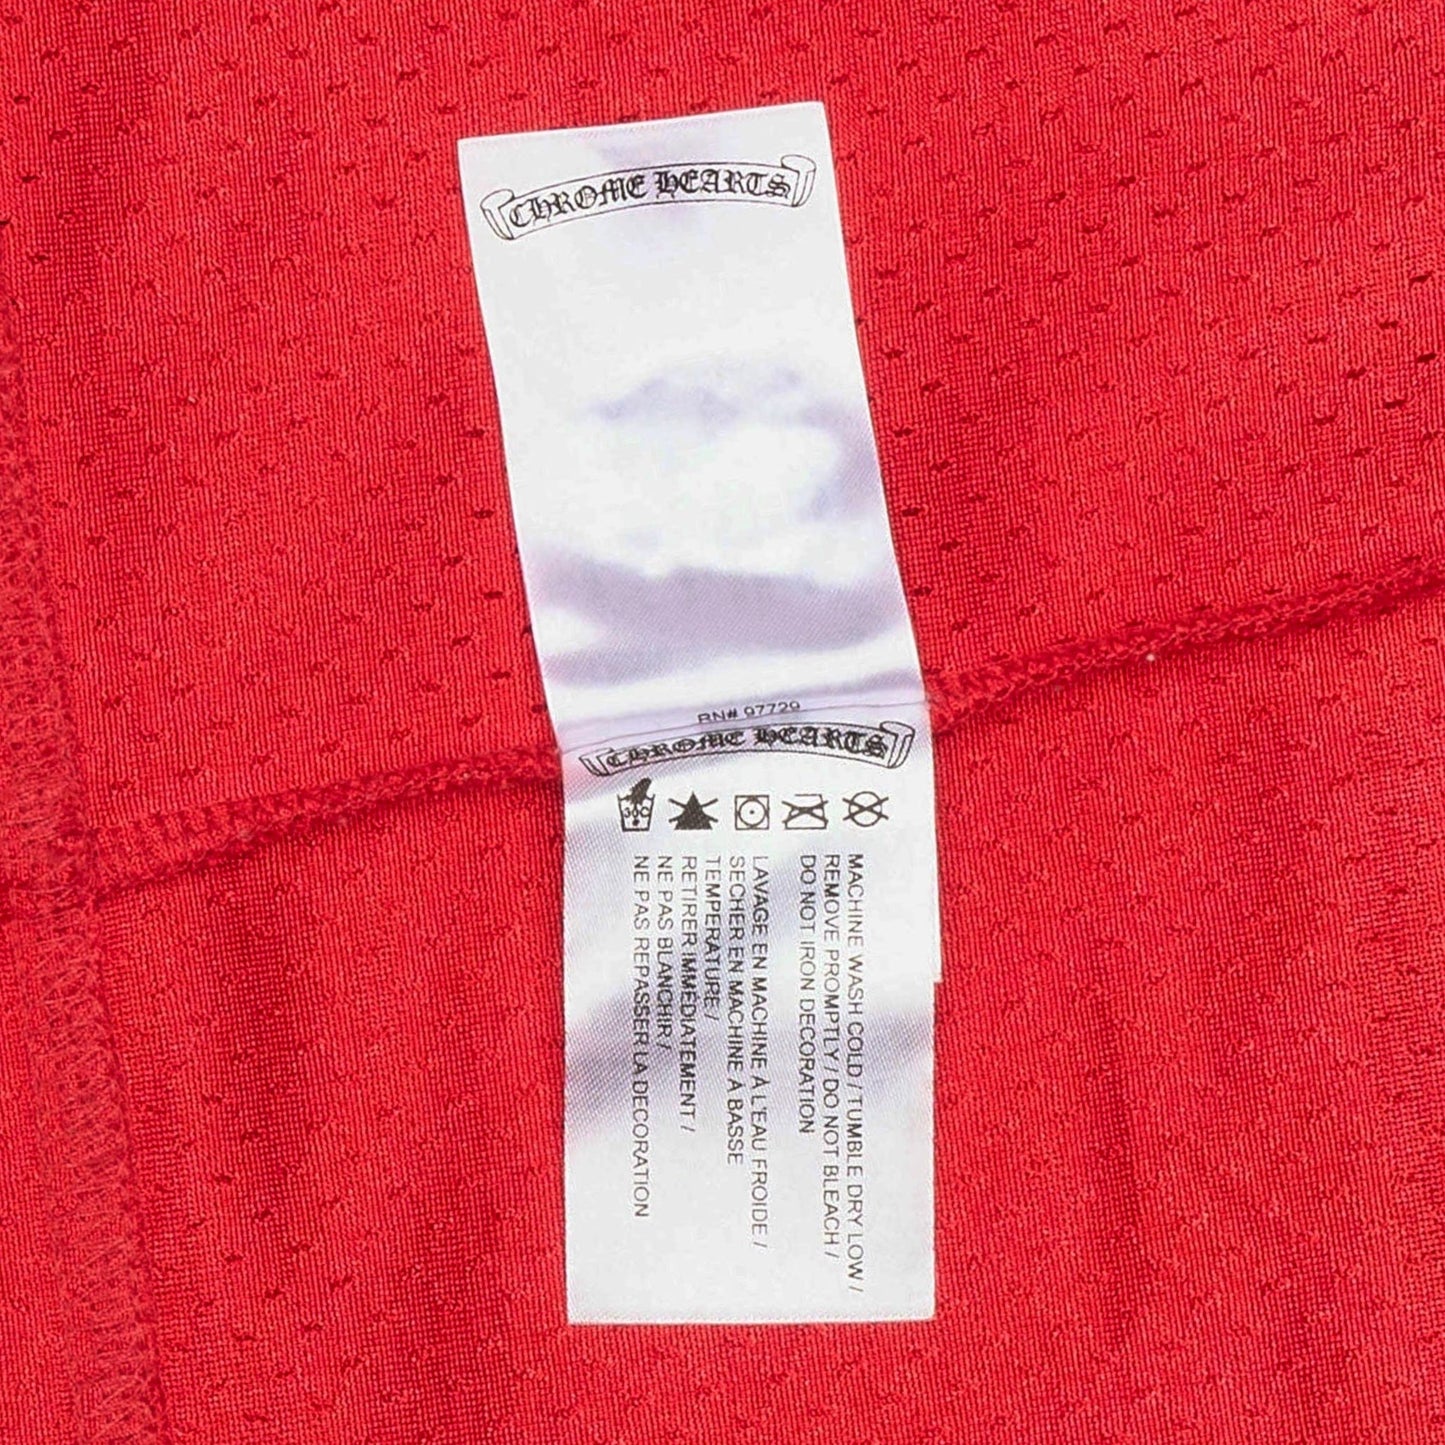 CHROME HEARTS
RN# 97729
CHROME HEARTS
30C
MACHINE WASH COLD / TUMBLE DRY LOW /
REMOVE PROMPTLY / DO NOT BLEACH /
DO NOT IRON DECORATION
LAVAGE EN MACHINE À L'EAU FROIDE /
SECHER EN MACHINE À BASSE
TEMPERATURE /
RETIRER IMMEDIATEMENT /
NE PAS BLANCHIR /
NE PAS REPASSER LA DECORATION